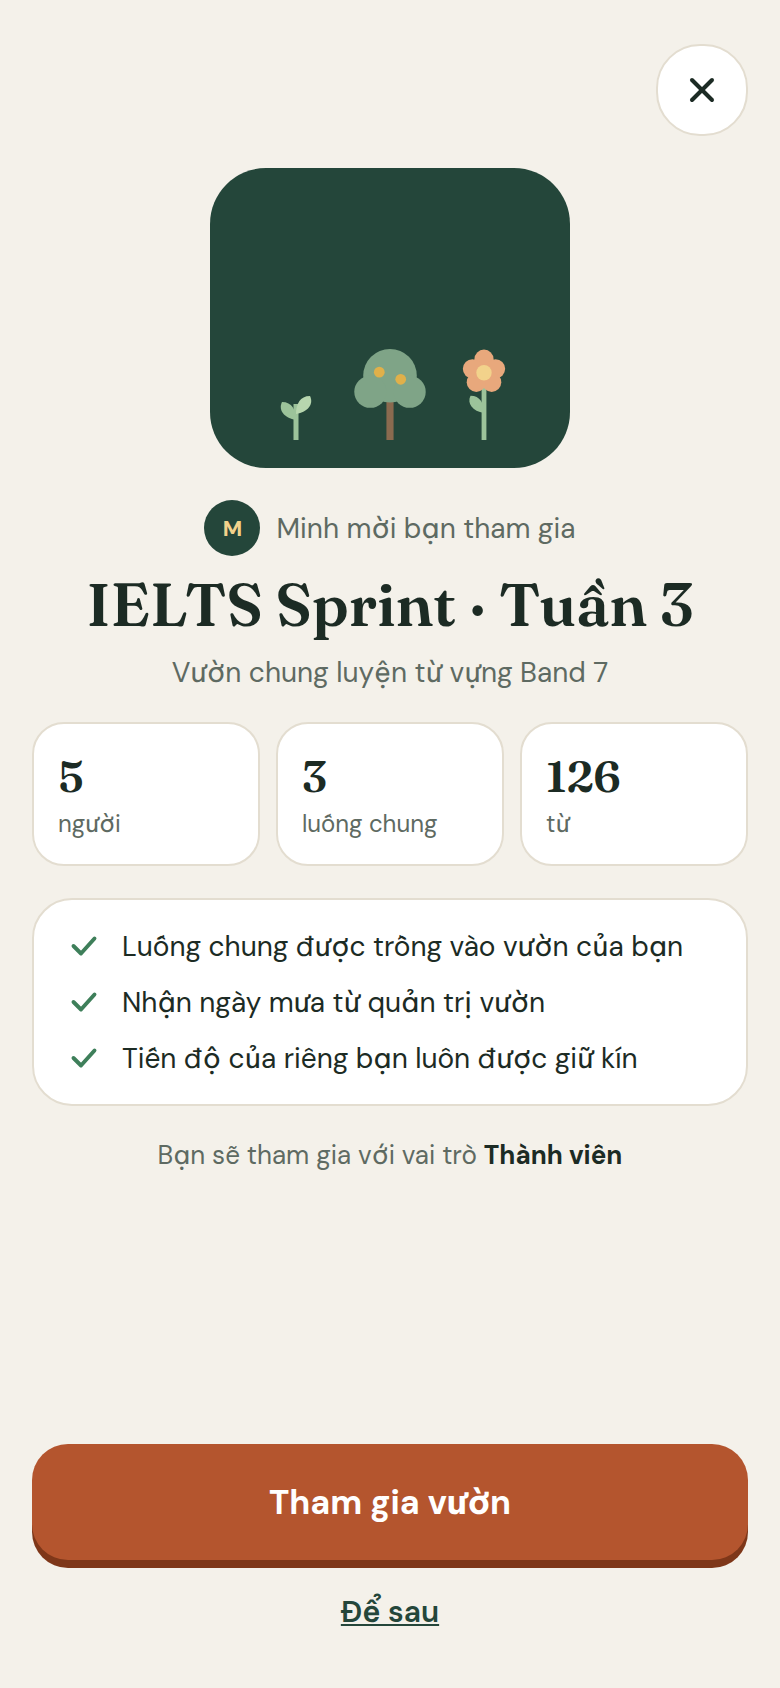 M
Minh mời bạn tham gia
IELTS Sprint · Tuần 3
Vườn chung luyện từ vựng Band 7
5
người
3
luống chung
126
từ
Luống chung được trồng vào vườn của bạn
Nhận ngày mưa từ quản trị vườn
Tiến độ của riêng bạn luôn được giữ kín
Bạn sẽ tham gia với vai trò Thành viên
Tham gia vườn
Để sau